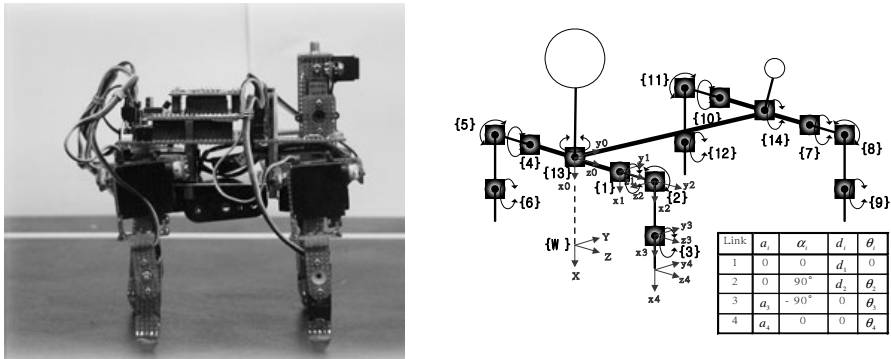 {11}
{5}
{10}
{14}
{8}
{4}
y0
{12}
{7}
{13}
z0
y1
x0
{1}
z2
{2}
y2
x1
x2
{6}
{9}
y3
z3
x3
{3}
{W}
Y
Z
X
y4
z4
x4
Link a_i α_i d_i θ_i
1 0 0 d_1 0
2 0 90° d_2 θ_2
3 a_3 - 90° 0 θ_3
4 a_4 0 0 θ_4